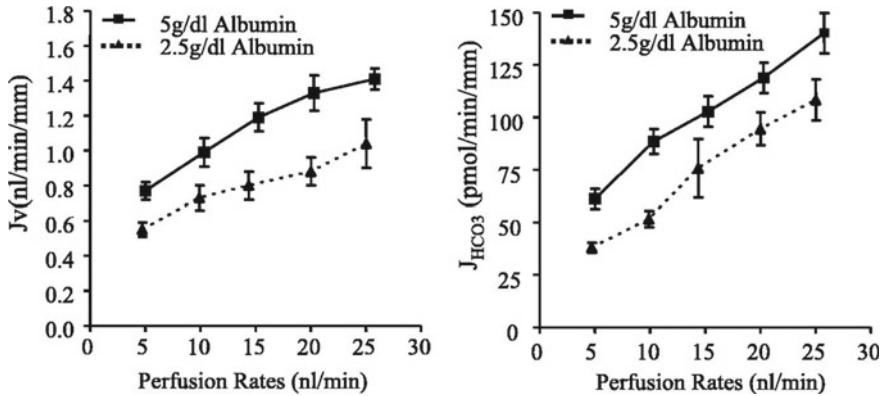 5g/dl Albumin
2.5g/dl Albumin
Jv(nl/min/mm)
1.8
1.6
1.4
1.2
1.0
0.8
0.6
0.4
0.2
0.0
0 5 10 15 20 25 30
Perfusion Rates (nl/min)
5g/dl Albumin
2.5g/dl Albumin
JHCO3 (pmol/min/mm)
150
125
100
75
50
25
0
0 5 10 15 20 25 30
Perfusion Rates (nl/min)